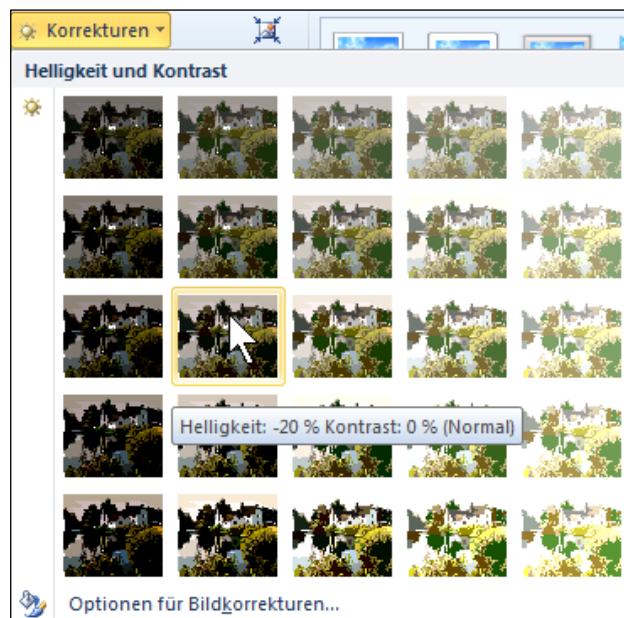 Korrekturen
Helligkeit und Kontrast
Helligkeit: -20 % Kontrast: 0 % (Normal)
Optionen für Bildkorrekturen...